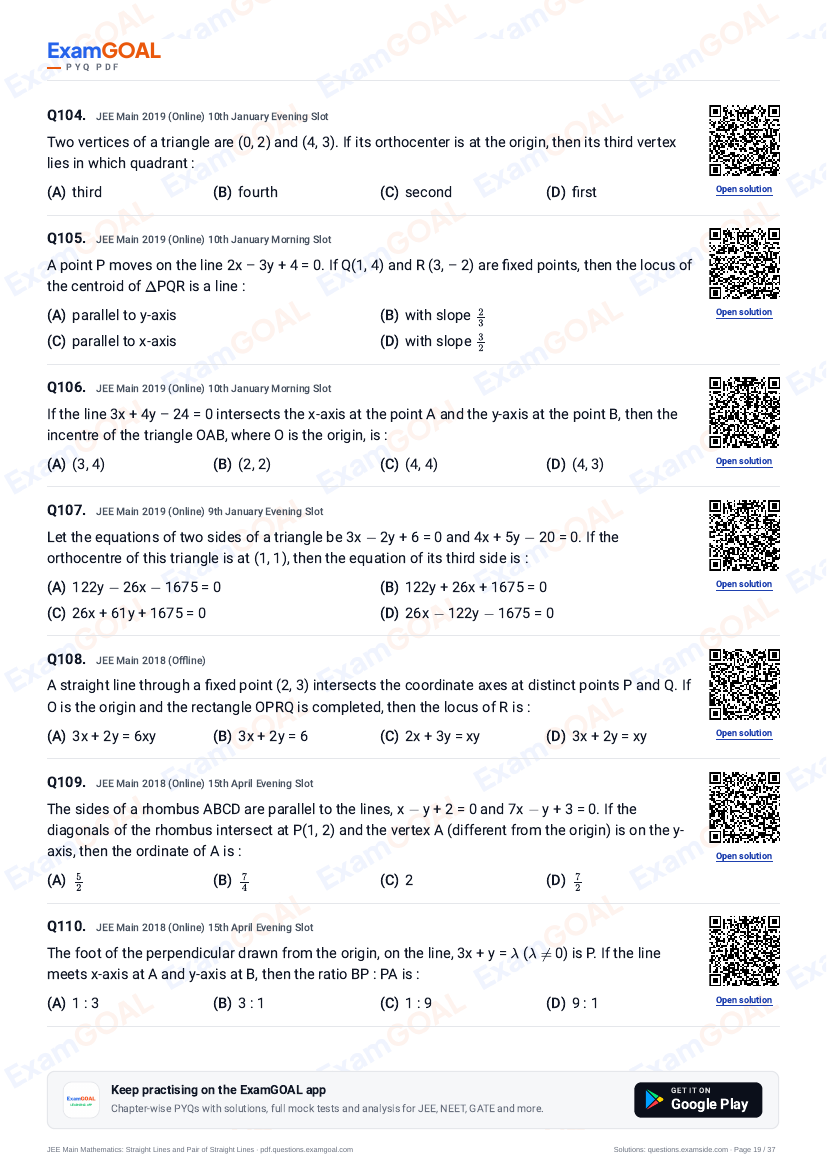 ExamGOAL
PYQ PDF
Q104. JEE Main 2019 (Online) 10th January Evening Slot
Two vertices of a triangle are (0, 2) and (4, 3). If its orthocenter is at the origin, then its third vertex
lies in which quadrant :
(A) third (B) fourth (C) second (D) first
Open solution
Q105. JEE Main 2019 (Online) 10th January Morning Slot
A point P moves on the line 2x − 3y + 4 = 0. If Q(1, 4) and R (3, − 2) are fixed points, then the locus of
the centroid of ΔPQR is a line :
(A) parallel to y-axis (B) with slope 2/3
(C) parallel to x-axis (D) with slope 3/2
Open solution
Q106. JEE Main 2019 (Online) 10th January Morning Slot
If the line 3x + 4y − 24 = 0 intersects the x-axis at the point A and the y-axis at the point B, then the
incentre of the triangle OAB, where O is the origin, is :
(A) (3, 4) (B) (2, 2) (C) (4, 4) (D) (4, 3)
Open solution
Q107. JEE Main 2019 (Online) 9th January Evening Slot
Let the equations of two sides of a triangle be 3x − 2y + 6 = 0 and 4x + 5y − 20 = 0. If the
orthocentre of this triangle is at (1, 1), then the equation of its third side is :
(A) 122y − 26x − 1675 = 0 (B) 122y + 26x + 1675 = 0
(C) 26x + 61y + 1675 = 0 (D) 26x − 122y − 1675 = 0
Open solution
Q108. JEE Main 2018 (Offline)
A straight line through a fixed point (2, 3) intersects the coordinate axes at distinct points P and Q. If
O is the origin and the rectangle OPRQ is completed, then the locus of R is :
(A) 3x + 2y = 6xy (B) 3x + 2y = 6 (C) 2x + 3y = xy (D) 3x + 2y = xy
Open solution
Q109. JEE Main 2018 (Online) 15th April Evening Slot
The sides of a rhombus ABCD are parallel to the lines, x − y + 2 = 0 and 7x − y + 3 = 0. If the
diagonals of the rhombus intersect at P(1, 2) and the vertex A (different from the origin) is on the y-
axis, then the ordinate of A is :
(A) 5/2 (B) 7/4 (C) 2 (D) 7/2
Open solution
Q110. JEE Main 2018 (Online) 15th April Evening Slot
The foot of the perpendicular drawn from the origin, on the line, 3x + y = λ (λ ≠ 0) is P. If the line
meets x-axis at A and y-axis at B, then the ratio BP : PA is :
(A) 1 : 3 (B) 3 : 1 (C) 1 : 9 (D) 9 : 1
Open solution
ExamGOAL
Keep practising on the ExamGOAL app
Chapter-wise PYQs with solutions, full mock tests and analysis for JEE, NEET, GATE and more.
GET IT ON
Google Play
JEE Main Mathematics: Straight Lines and Pair of Straight Lines · pdf.questions.examgoal.com
Solutions: questions.examside.com · Page 19 / 37